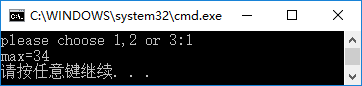 C:\WINDOWS\system32\cmd.exe
please choose 1,2 or 3:1
max=34
请按任意键继续. . .